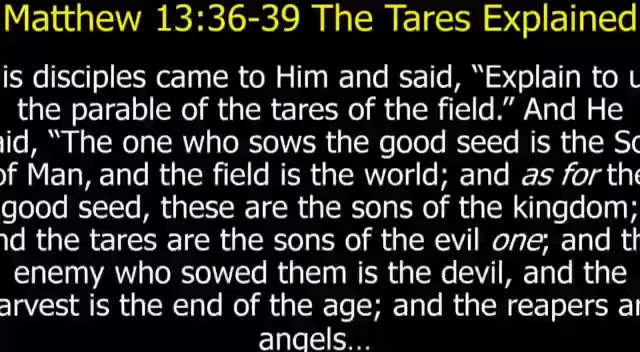 Matthew 13:36-39 The Tares Explained
is disciples came to Him and said, “Explain to u
the parable of the tares of the field.” And He
aid, “The one who sows the good seed is the So
of Man, and the field is the world; and as for the
good seed, these are the sons of the kingdom;
nd the tares are the sons of the evil one; and th
enemy who sowed them is the devil, and the
arvest is the end of the age; and the reapers ar
angels...